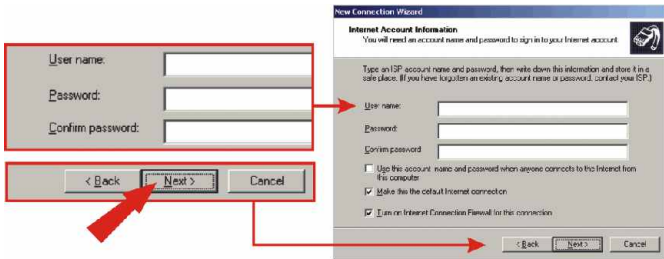 User name:
Password:
Confirm password:
< Back
Next >
Cancel
New Connection Wizard
Internet Account Information
You will need an account name and password to sign in to your Internet account.
Type an ISP account name and password, then write down this information and store it in a
safe place. (If you have forgotten an existing account name or password, contact your ISP.)
User name:
Password:
Confirm password:
Use this account name and password when anyone connects to the Internet from
this computer
Make this the default Internet connection
Turn on Internet Connection Firewall for this connection
< Back
Next >
Cancel